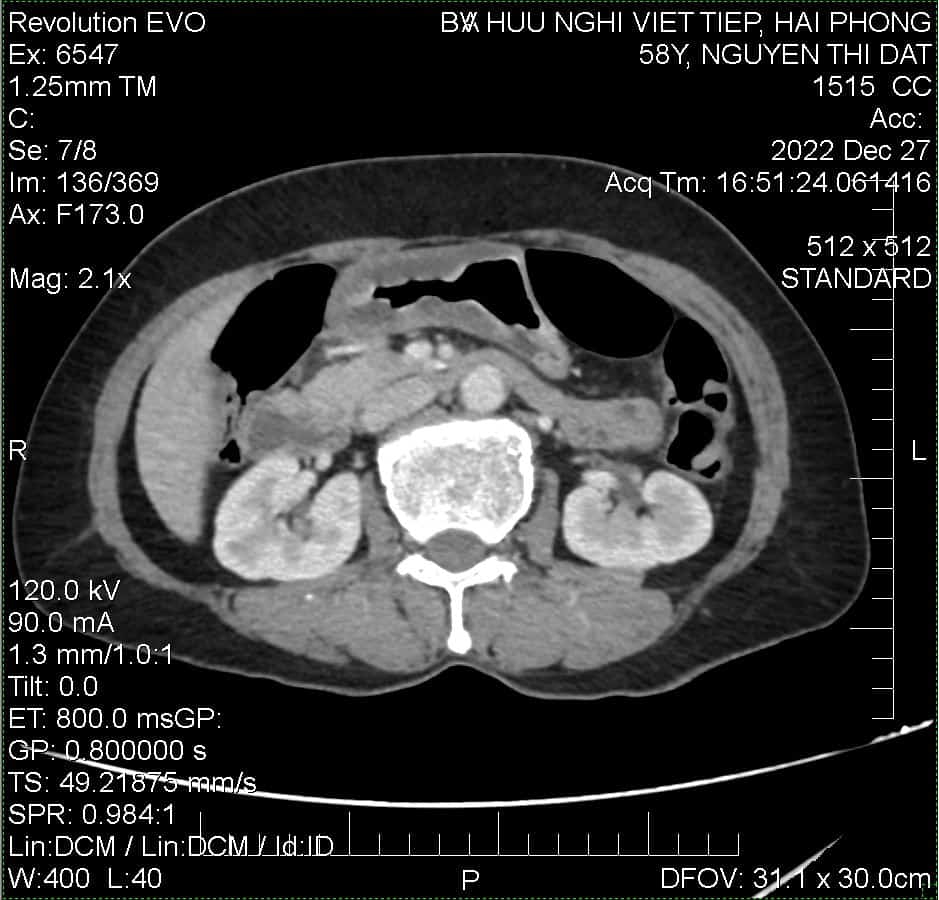 Revolution EVO
Ex: 6547
1.25mm TM
C:
Se: 7/8
Im: 136/369
Ax: F173.0
Mag: 2.1x
HUU NGHI VIET TIEP, HAI PHONG
58Y, NGUYEN THI DAT
1515 CC
Acc:
2022 Dec 27
Acq Tm: 16:51:24.061416
512 x 512
STANDARD
R
L
120.0 kV
90.0 mA
1.3 mm/1.0:1
Tilt: 0.0
ET: 800.0 msGP:
GP: 0.800000 s
TS: 49.21875 mm/s
SPR: 0.984:1
Lin:DCM / Lin:DCM / Id:ID
W:400 L:40
P
DFOV: 31.1 x 30.0cm